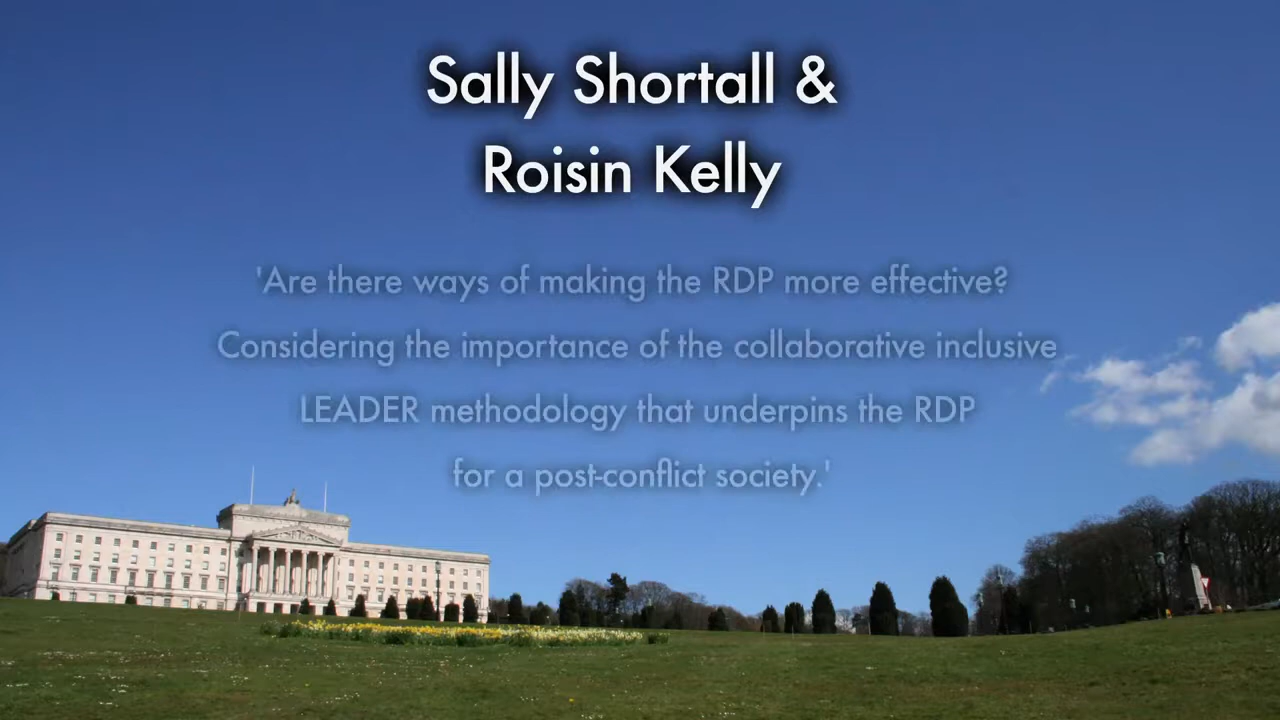 Sally Shortall &
Roisin Kelly
'Are there ways of making the RDP more effective?
Considering the importance of the collaborative inclusive
LEADER methodology that underpins the RDP
for a post-conflict society.'